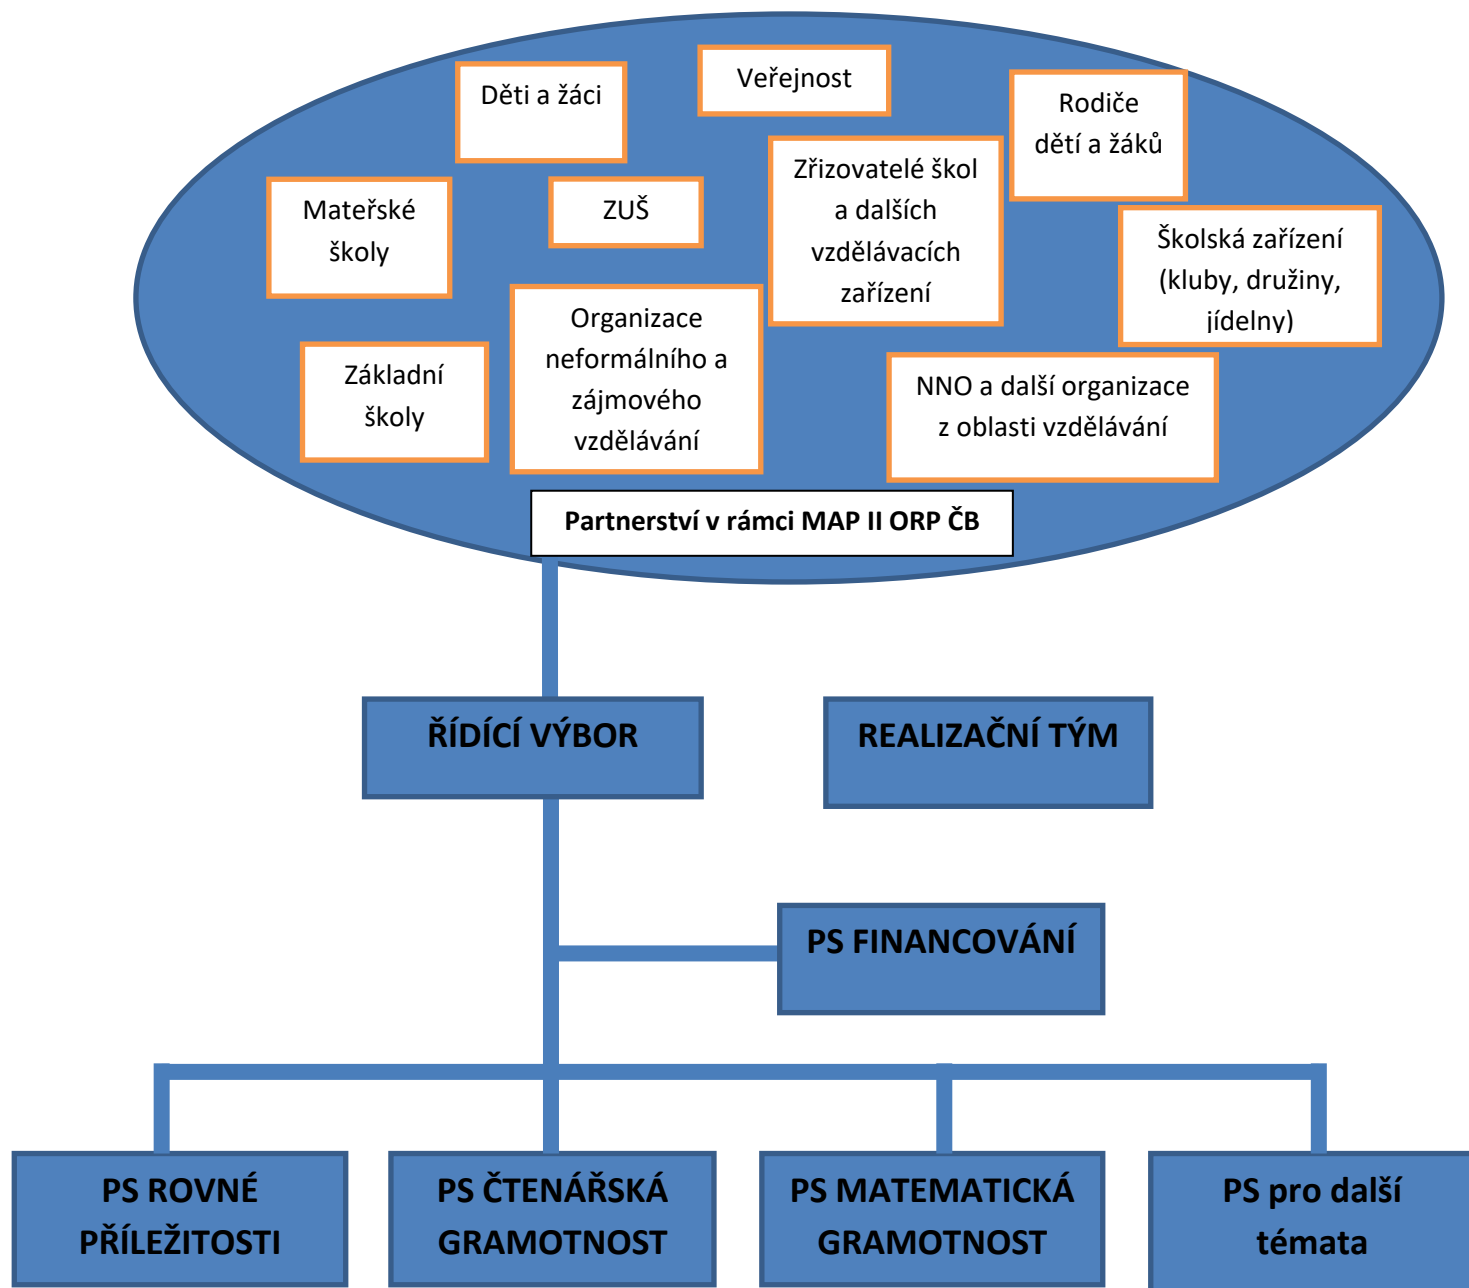 Děti a žáci
Veřejnost
Rodiče
dětí a žáků
Mateřské
školy
ZUŠ
Zřizovatelé škol
a dalších
vzdělávacích
zařízení
Školská zařízení
(kluby, družiny,
jídelny)
Základní
školy
Organizace
neformálního a
zájmového
vzdělávání
NNO a další organizace
z oblasti vzdělávání
Partnerství v rámci MAP II ORP ČB
ŘÍDÍCÍ VÝBOR
REALIZAČNÍ TÝM
PS FINANCOVÁNÍ
PS ROVNÉ
PŘÍLEŽITOSTI
PS ČTENÁŘSKÁ
GRAMOTNOST
PS MATEMATICKÁ
GRAMOTNOST
PS pro další
témata